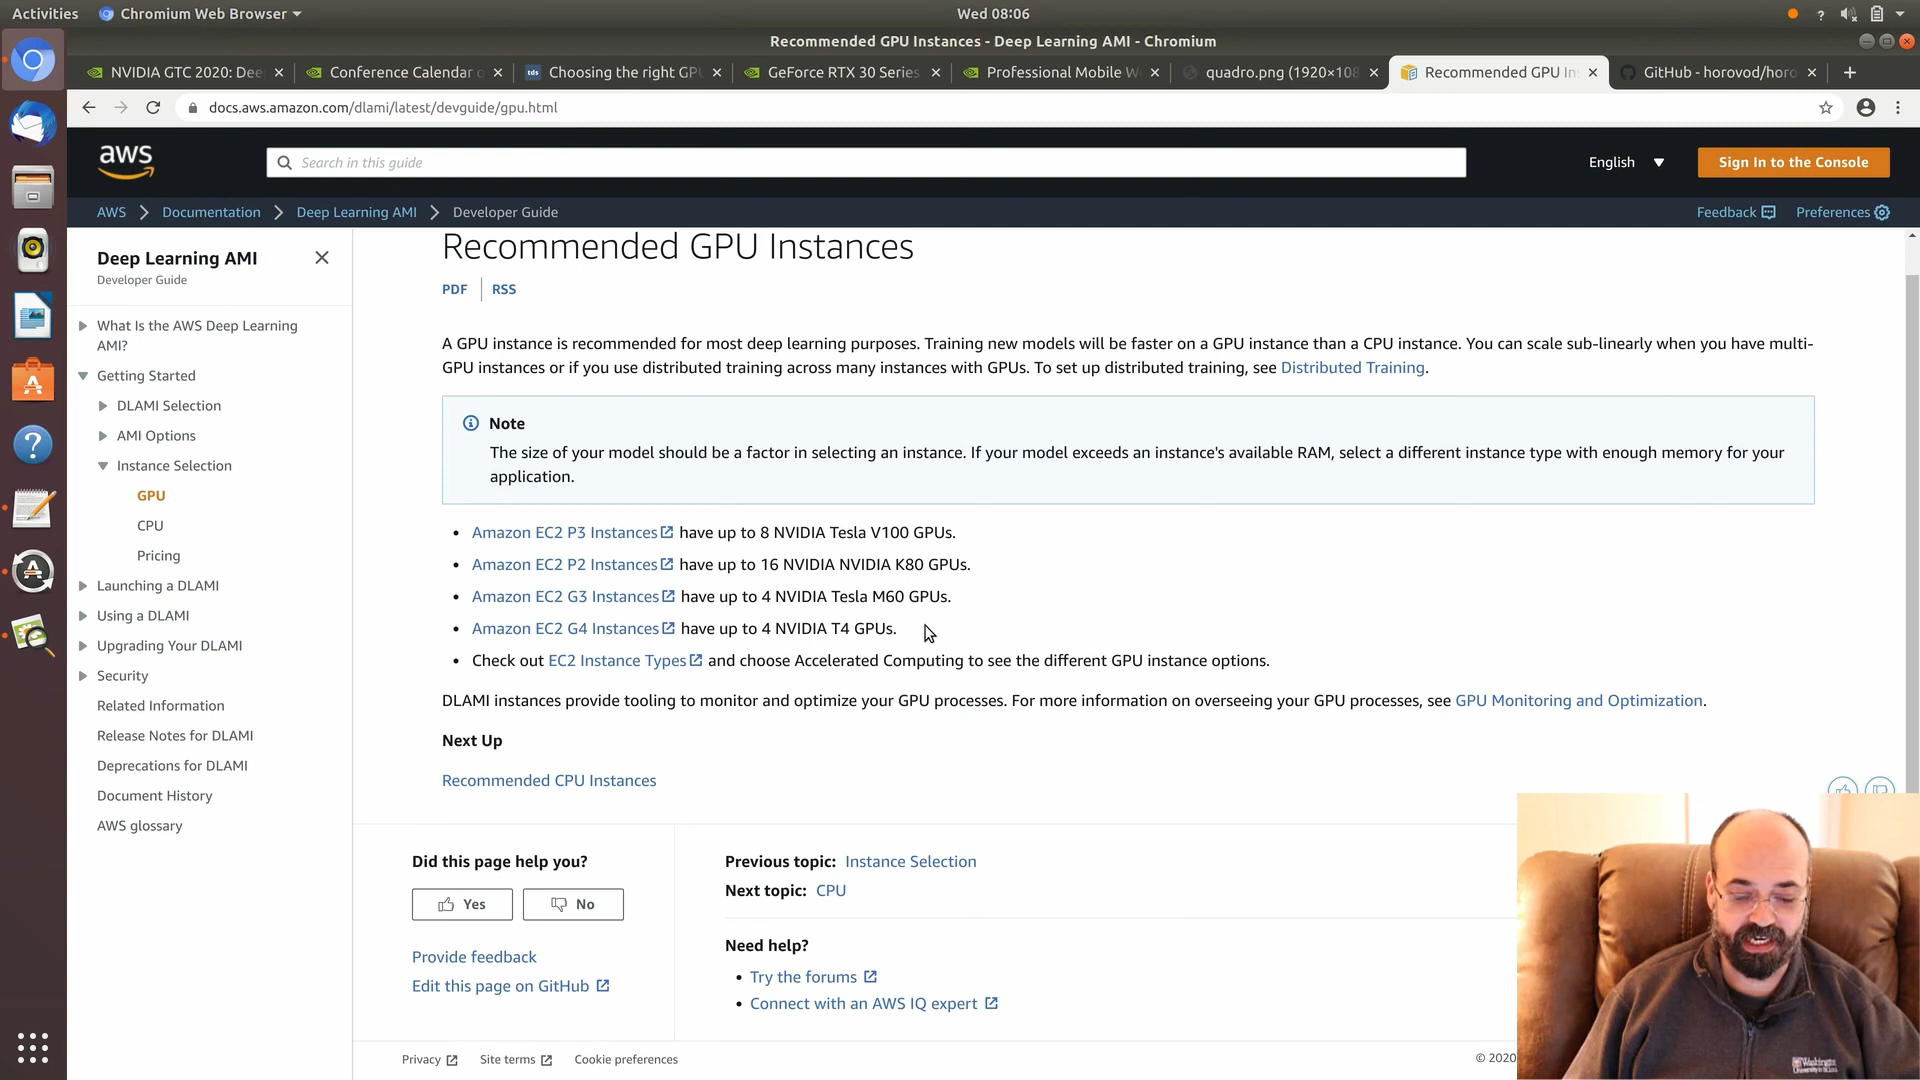 Activities
Chromium Web Browser
Wed 08:06
Recommended GPU Instances - Deep Learning AMI - Chromium
NVIDIA GTC 2020: Dee
Conference Calendar o
tds
Choosing the right GP
GeForce RTX 30 Series
Professional Mobile W
quadro.png (1920×108
Recommended GPU In
GitHub - horovod/horo
docs.aws.amazon.com/dlami/latest/devguide/gpu.html
aws
Search in this guide
English
Sign In to the Console
AWS
Documentation
Deep Learning AMI
Developer Guide
Feedback
Preferences
Deep Learning AMI
Developer Guide
What Is the AWS Deep Learning
AMI?
Getting Started
DLAMI Selection
AMI Options
Instance Selection
GPU
CPU
Pricing
Launching a DLAMI
Using a DLAMI
Upgrading Your DLAMI
Security
Related Information
Release Notes for DLAMI
Deprecations for DLAMI
Document History
AWS glossary
Recommended GPU Instances
PDF
RSS
A GPU instance is recommended for most deep learning purposes. Training new models will be faster on a GPU instance than a CPU instance. You can scale sub-linearly when you have multi-
GPU instances or if you use distributed training across many instances with GPUs. To set up distributed training, see Distributed Training.
Note
The size of your model should be a factor in selecting an instance. If your model exceeds an instance's available RAM, select a different instance type with enough memory for your
application.
• Amazon EC2 P3 Instances have up to 8 NVIDIA Tesla V100 GPUs.
• Amazon EC2 P2 Instances have up to 16 NVIDIA NVIDIA K80 GPUs.
• Amazon EC2 G3 Instances have up to 4 NVIDIA Tesla M60 GPUs.
• Amazon EC2 G4 Instances have up to 4 NVIDIA T4 GPUs.
• Check out EC2 Instance Types and choose Accelerated Computing to see the different GPU instance options.
DLAMI instances provide tooling to monitor and optimize your GPU processes. For more information on overseeing your GPU processes, see GPU Monitoring and Optimization.
Next Up
Recommended CPU Instances
Did this page help you?
Yes
No
Provide feedback
Edit this page on GitHub
Previous topic: Instance Selection
Next topic: CPU
Need help?
• Try the forums
• Connect with an AWS IQ expert
Privacy
Site terms
Cookie preferences
© 2020